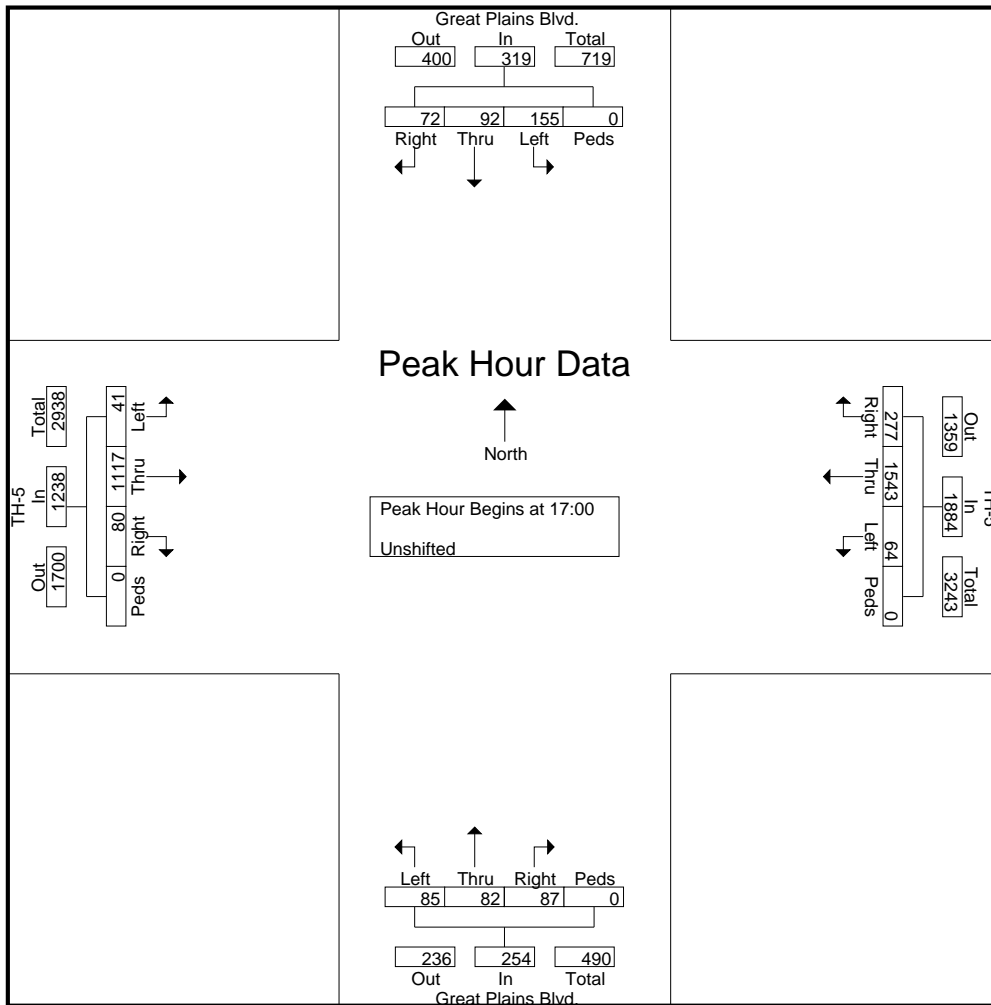 Great Plains Blvd.
Out In Total
400 319 719
72 92 155 0
Right Thru Left Peds
Peak Hour Data
North
Peak Hour Begins at 17:00
Unshifted
TH-5
Out In Total
1700 1238 2938
41 1117 80 0
Left Thru Right Peds
TH-5
Out In Total
1359 1884 3243
277 1543 64 0
Right Thru Left Peds
Left Thru Right Peds
85 82 87 0
236 254 490
Out In Total
Great Plains Blvd.